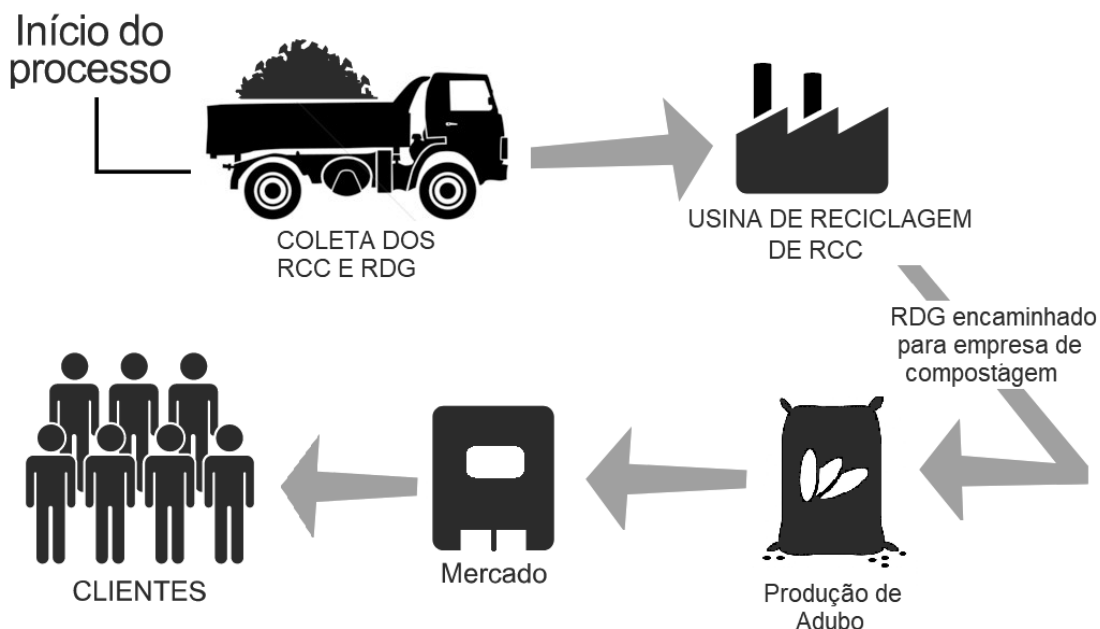 Início do
processo
COLETA DOS
RCC E RDG
USINA DE RECICLAGEM
DE RCC
RDG encaminhado
para empresa de
compostagem
Produção de
Adubo
Mercado
CLIENTES